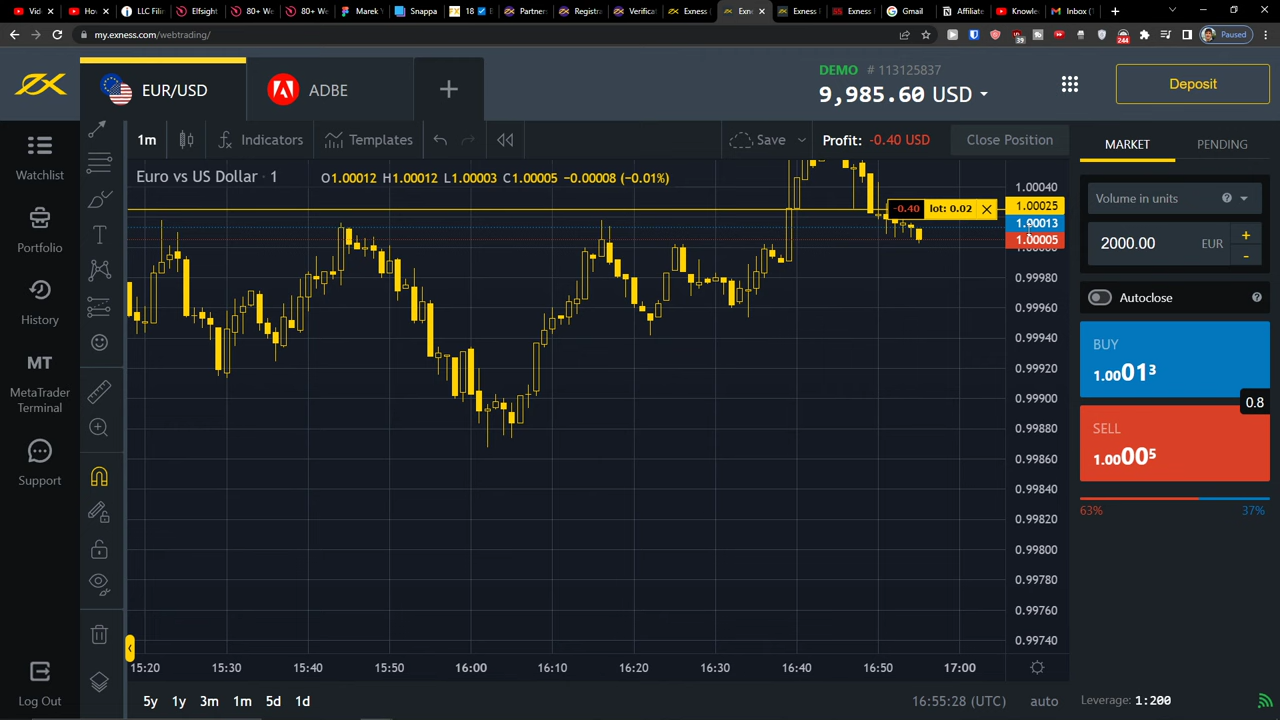 Vid
Ho
LLC Filin
Elfsight
80+ We
80+ We
Marek Y
Snappa
18
Partner
Registra
Verificat
Exness (
Exne
Exness
Exness
Gmail
Affiliate
Knowle
Inbox (1
my.exness.com/webtrading/
39
244
Paused
EUR/USD
ADBE
DEMO # 113125837
9,985.60 USD
Deposit
Watchlist
Portfolio
History
MT
MetaTrader
Terminal
Support
Log Out
1m
Indicators
Templates
Save
Profit: -0.40 USD
Close Position
Euro vs US Dollar · 1
O1.00012 H1.00012 L1.00003 C1.00005 −0.00008 (−0.01%)
-0.40 lot: 0.02
1.00040
1.00025
1.00013
1.00005
0.99980
0.99960
0.99940
0.99920
0.99900
0.99880
0.99860
0.99840
0.99820
0.99800
0.99780
0.99760
0.99740
15:20 15:30 15:40 15:50 16:00 16:10 16:20 16:30 16:40 16:50 17:00
5y 1y 3m 1m 5d 1d
16:55:28 (UTC) auto
MARKET
PENDING
Volume in units
2000.00 EUR
+
-
Autoclose
BUY
1.00013
0.8
SELL
1.00005
63% 37%
Leverage: 1:200